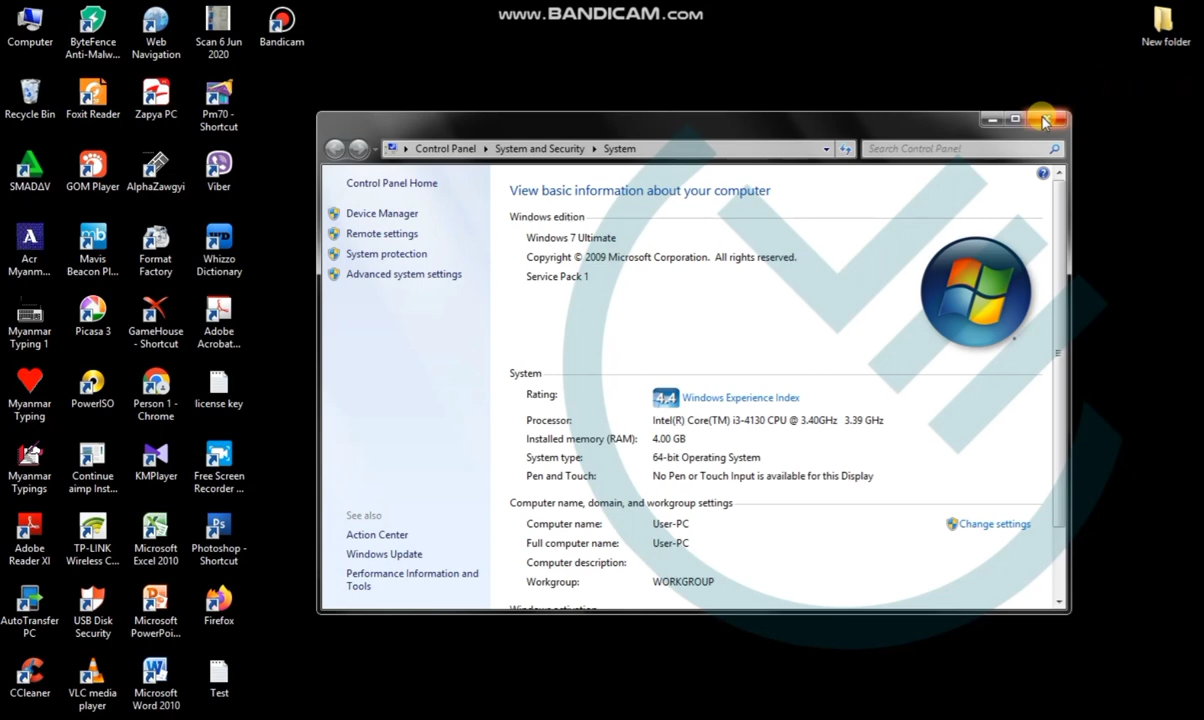 www.BANDICAM.com
Computer
ByteFence
Anti-Malw...
Web
Navigation
Scan 6 Jun
2020
Bandicam
New folder
Recycle Bin
Foxit Reader
Zapya PC
Pm70 -
Shortcut
SMADΔV
GOM Player
AlphaZawgyi
Viber
Acr
Myanm...
Mavis
Beacon Pl...
Format
Factory
Whizzo
Dictionary
Myanmar
Typing 1
Picasa 3
GameHouse
- Shortcut
Adobe
Acrobat...
Myanmar
Typing
PowerISO
Person 1 -
Chrome
license key
Myanmar
Typings
Continue
aimp Inst...
KMPlayer
Free Screen
Recorder ...
Adobe
Reader XI
TP-LINK
Wireless C...
Microsoft
Excel 2010
Photoshop -
Shortcut
AutoTransfer
PC
USB Disk
Security
Microsoft
PowerPoi...
Firefox
CCleaner
VLC media
player
Microsoft
Word 2010
Test
Control Panel
System and Security
System
Search Control Panel
Control Panel Home
Device Manager
Remote settings
System protection
Advanced system settings
See also
Action Center
Windows Update
Performance Information and
Tools
View basic information about your computer
Windows edition
Windows 7 Ultimate
Copyright © 2009 Microsoft Corporation.  All rights reserved.
Service Pack 1
System
Rating: 4,4 Windows Experience Index
Processor: Intel(R) Core(TM) i3-4130 CPU @ 3.40GHz 3.39 GHz
Installed memory (RAM): 4.00 GB
System type: 64-bit Operating System
Pen and Touch: No Pen or Touch Input is available for this Display
Computer name, domain, and workgroup settings
Computer name: User-PC
Change settings
Full computer name: User-PC
Computer description:
Workgroup: WORKGROUP
Windows activation